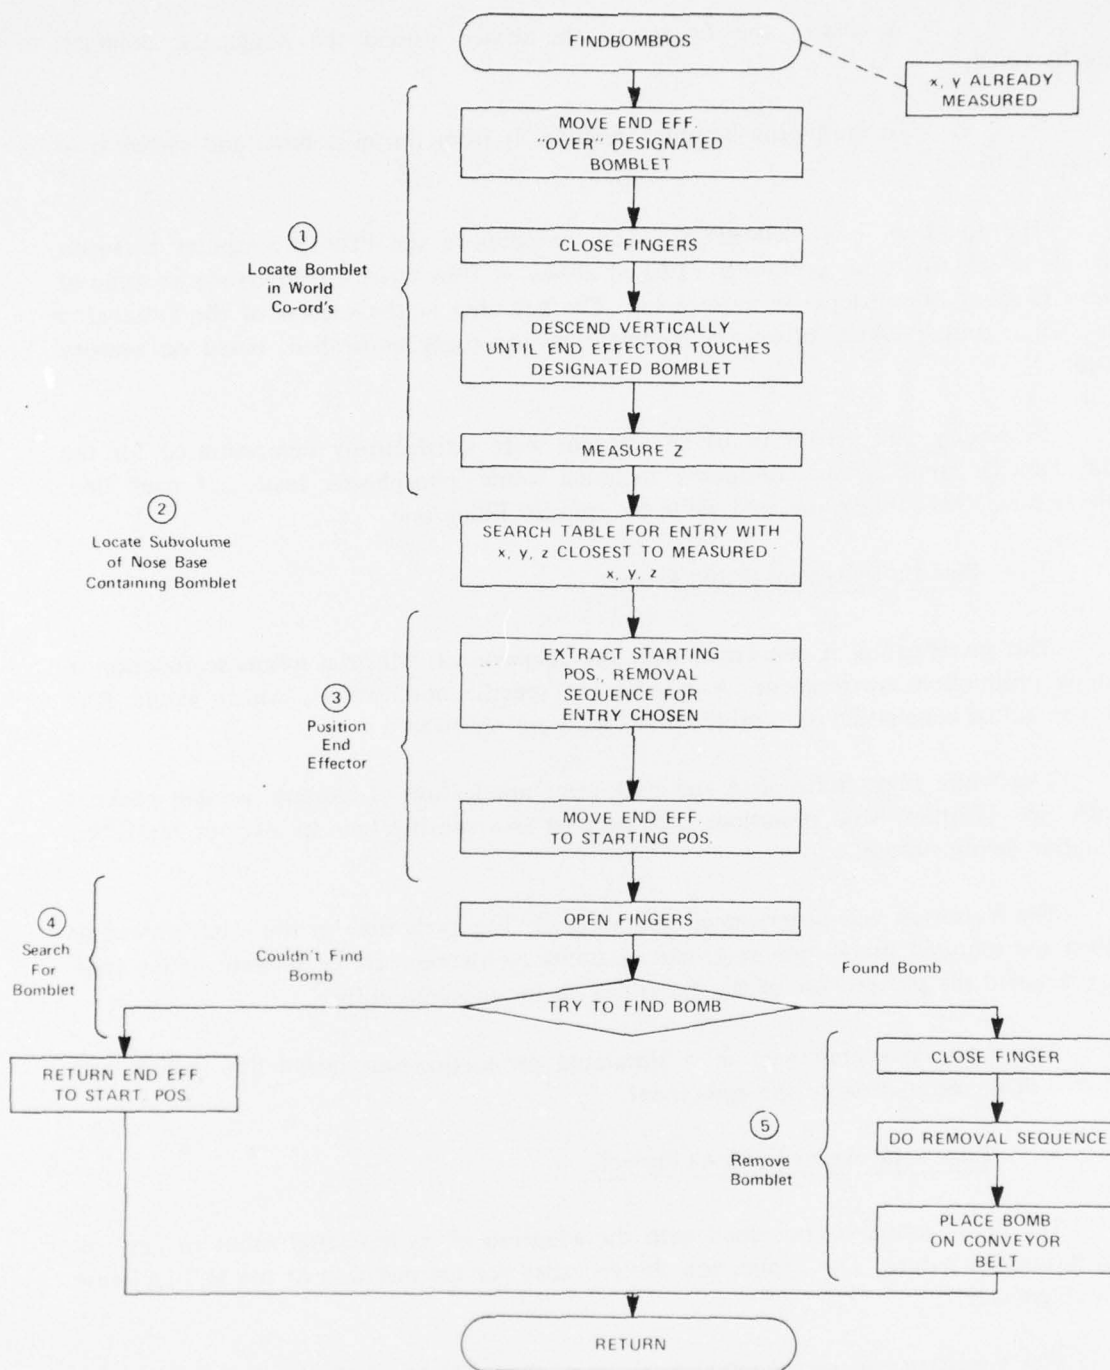 FINDBOMBPOS
x, y ALREADY
MEASURED
MOVE END EFF.
"OVER" DESIGNATED
BOMBLET
1
Locate Bomblet
in World
Co-ord's
CLOSE FINGERS
DESCEND VERTICALLY
UNTIL END EFFECTOR TOUCHES
DESIGNATED BOMBLET
MEASURE Z
2
Locate Subvolume
of Nose Base
Containing Bomblet
SEARCH TABLE FOR ENTRY WITH
x, y, z CLOSEST TO MEASURED
x, y, z
3
Position
End
Effector
EXTRACT STARTING
POS., REMOVAL
SEQUENCE FOR
ENTRY CHOSEN
MOVE END EFF.
TO STARTING POS.
4
Search
For
Bomblet
OPEN FINGERS
Couldn't Find
Bomb
Found Bomb
TRY TO FIND BOMB
RETURN END EFF.
TO START. POS
CLOSE FINGER
5
Remove
Bomblet
DO REMOVAL SEQUENCE
PLACE BOMB
ON CONVEYOR
BELT
RETURN